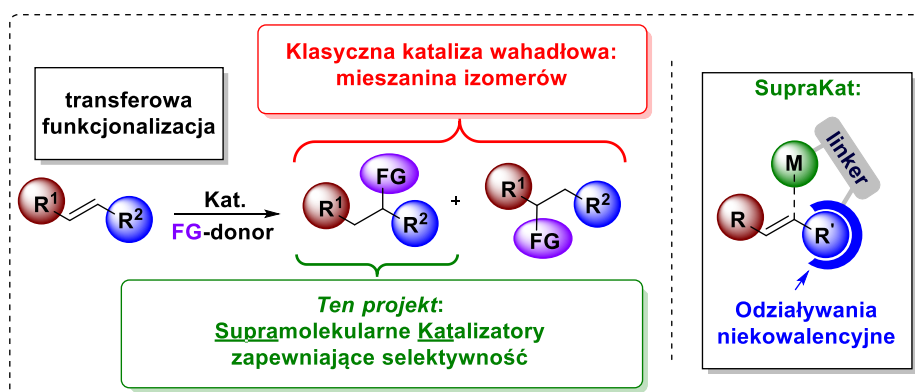 Klasyczna kataliza wahadłowa:
mieszanina izomerów
transferowa
funkcjonalizacja
R1
R2
Kat.
FG-donor
R1
FG
R2
+
FG
R2
R1
Ten projekt:
Supramolekularne Katalizatory
zapewniające selektywność
SupraKat:
M
linker
R
R'
Odziaływania
niekowalencyjne